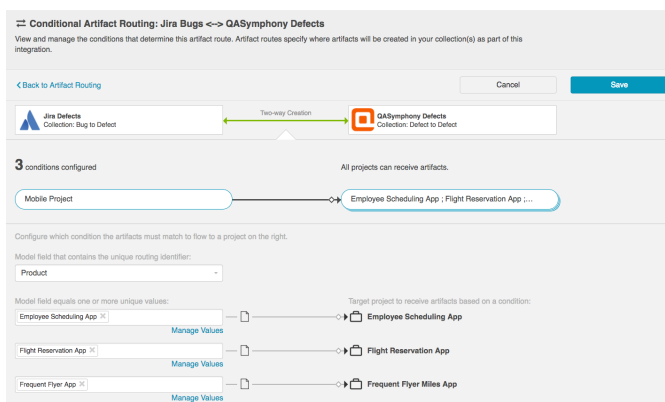 Conditional Artifact Routing: Jira Bugs <--> QASymphony Defects
View and manage the conditions that determine this artifact route. Artifact routes specify where artifacts will be created in your collection(s) as part of this
integration.
Back to Artifact Routing
Cancel
Save
Jira Defects
Collection: Bug to Defect
Two-way Creation
QASymphony Defects
Collection: Defect to Defect
3 conditions configured
All projects can receive artifacts.
Mobile Project
Employee Scheduling App ; Flight Reservation App ;...
Configure which condition the artifacts must match to flow to a project on the right.
Model field that contains the unique routing identifier:
Product
Model field equals one or more unique values:
Target project to receive artifacts based on a condition:
Employee Scheduling App ×
Employee Scheduling App
Manage Values
Flight Reservation App ×
Flight Reservation App
Manage Values
Frequent Flyer App ×
Frequent Flyer Miles App
Manage Values